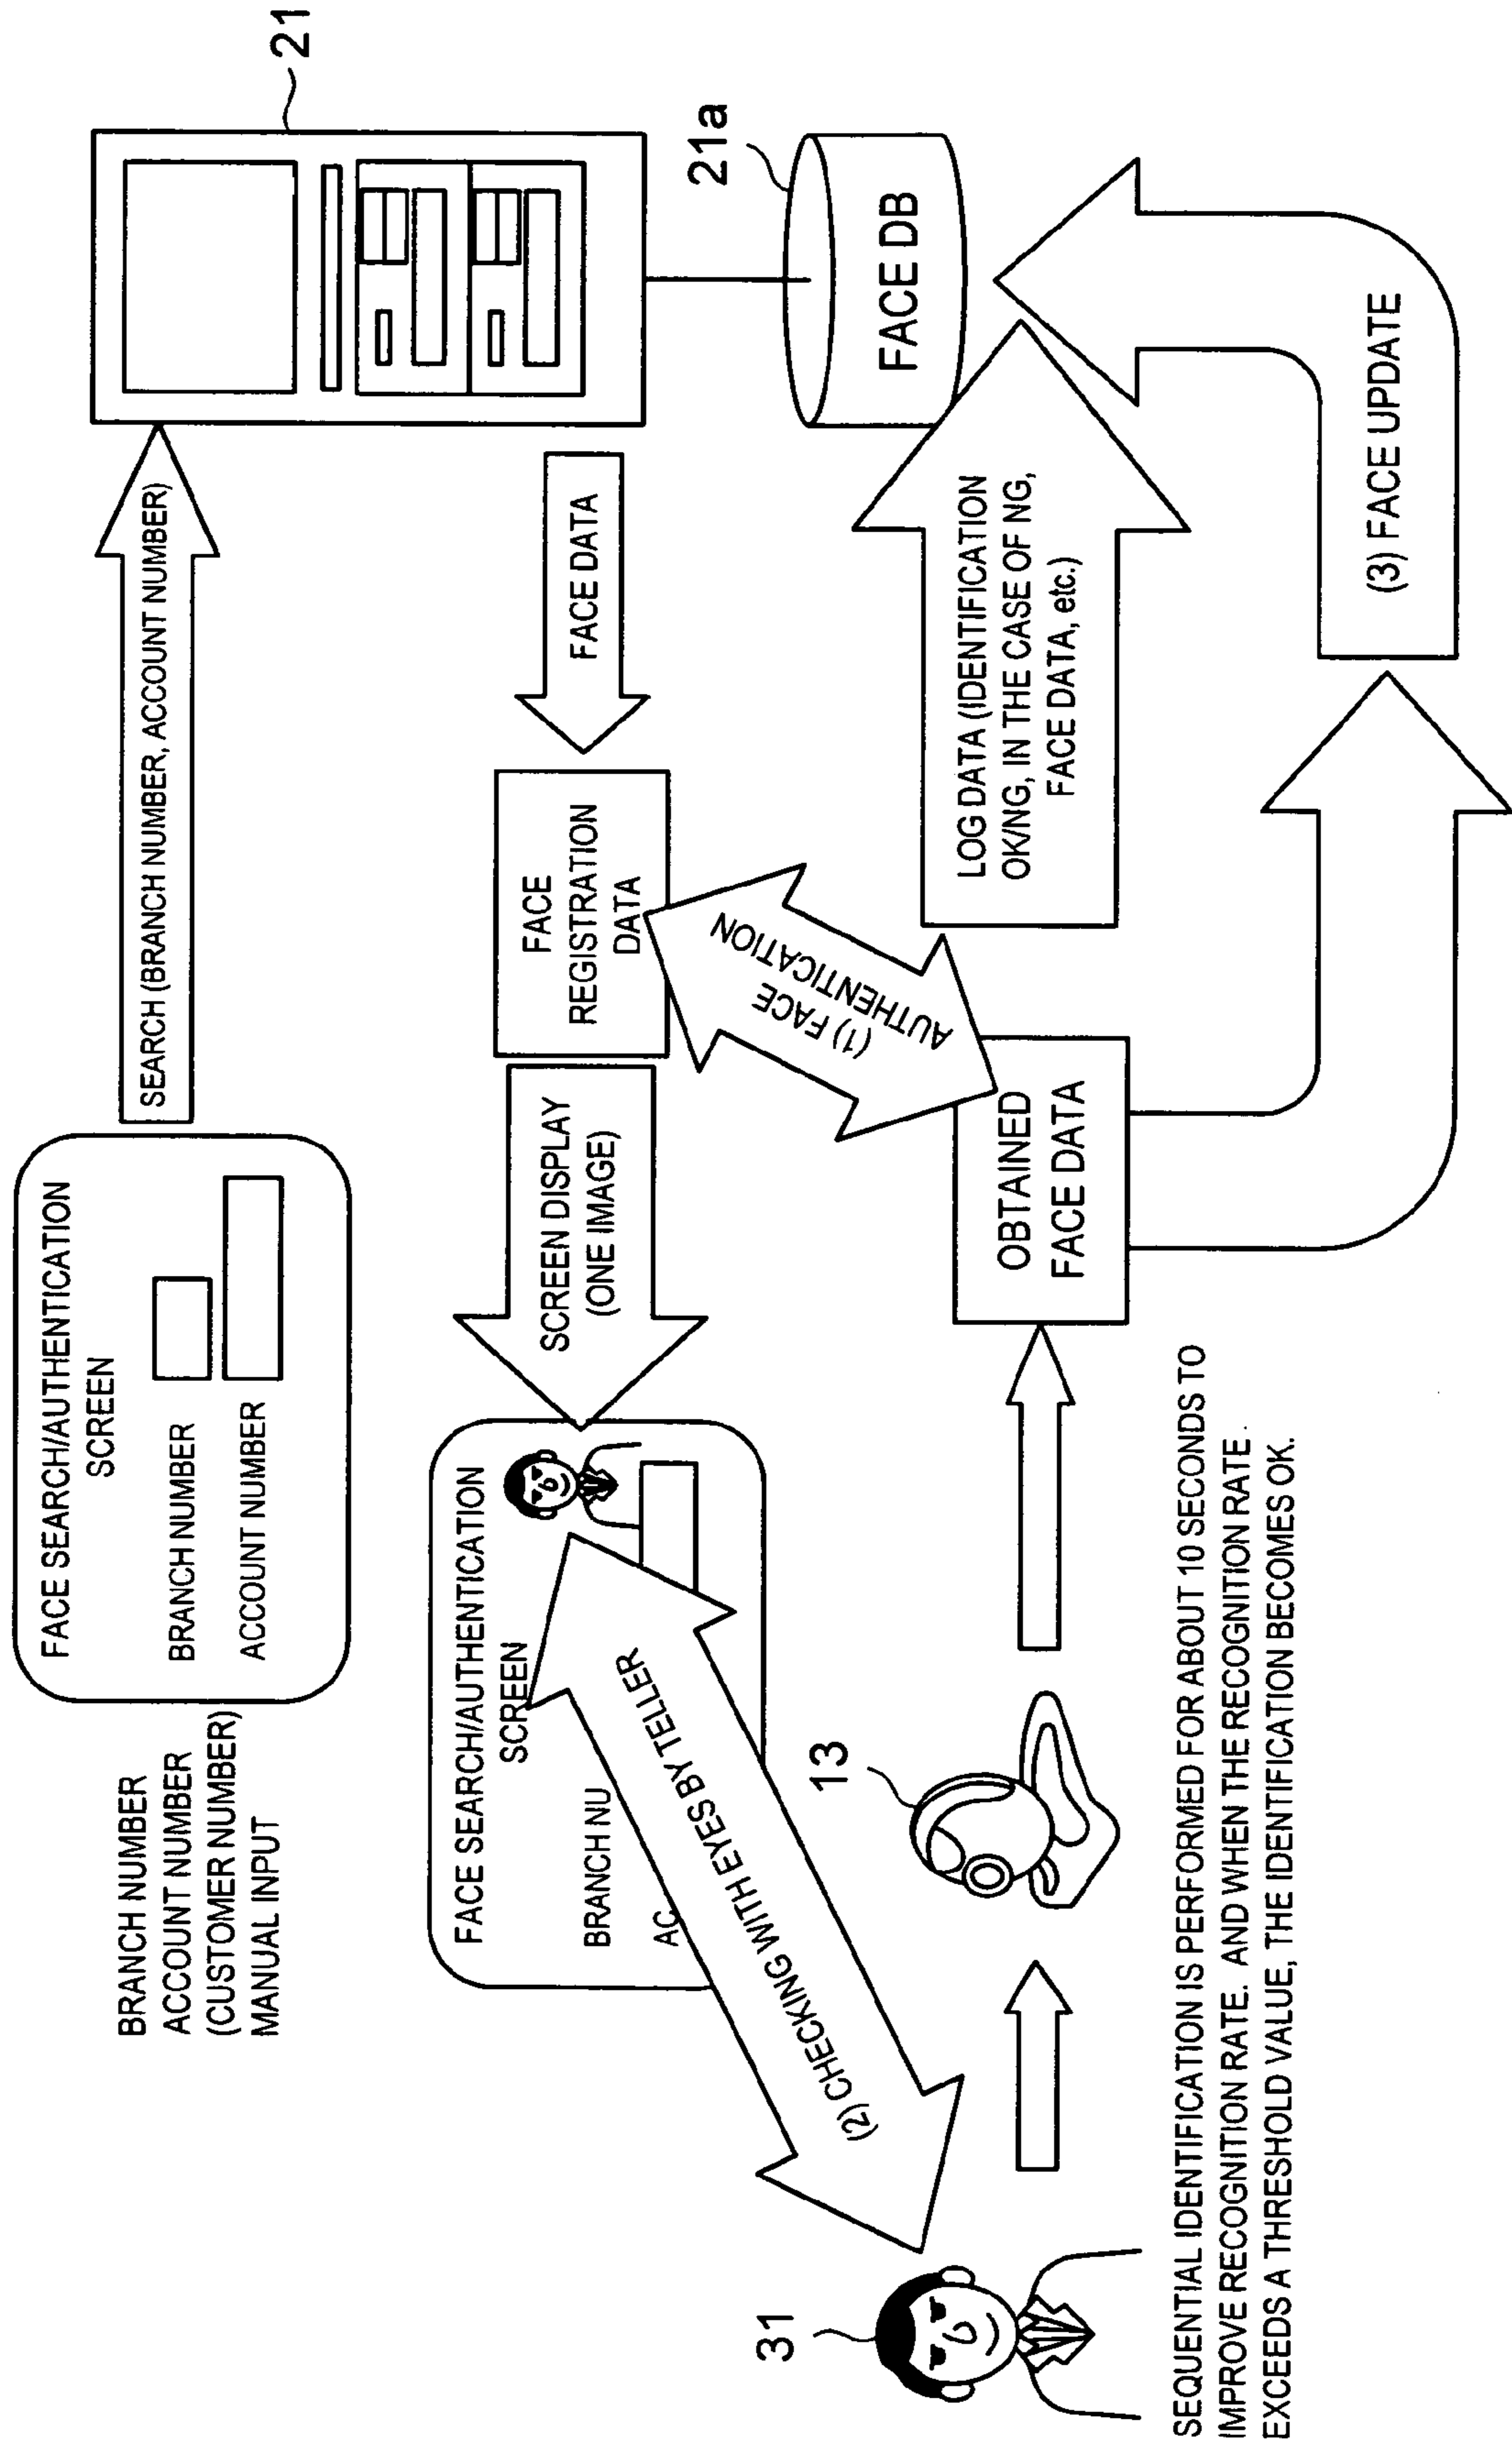 BRANCH NUMBER
ACCOUNT NUMBER
(CUSTOMER NUMBER)
MANUAL INPUT
FACE SEARCH/AUTHENTICATION
SCREEN
BRANCH NUMBER
ACCOUNT NUMBER
SEARCH (BRANCH NUMBER, ACCOUNT NUMBER)
21
FACE SEARCH/AUTHENTICATION
SCREEN
BRANCH NU
AC
SCREEN DISPLAY
(ONE IMAGE)
FACE
REGISTRATION
DATA
FACE DATA
21a
FACE DB
(2) CHECKING WITH EYES BY TELLER
(1) FACE
AUTHENTICATION
LOG DATA (IDENTIFICATION
OK/NG, IN THE CASE OF NG,
FACE DATA, etc.)
31
13
OBTAINED
FACE DATA
(3) FACE UPDATE
SEQUENTIAL IDENTIFICATION IS PERFORMED FOR ABOUT 10 SECONDS TO
IMPROVE RECOGNITION RATE. AND WHEN THE RECOGNITION RATE
EXCEEDS A THRESHOLD VALUE, THE IDENTIFICATION BECOMES OK.